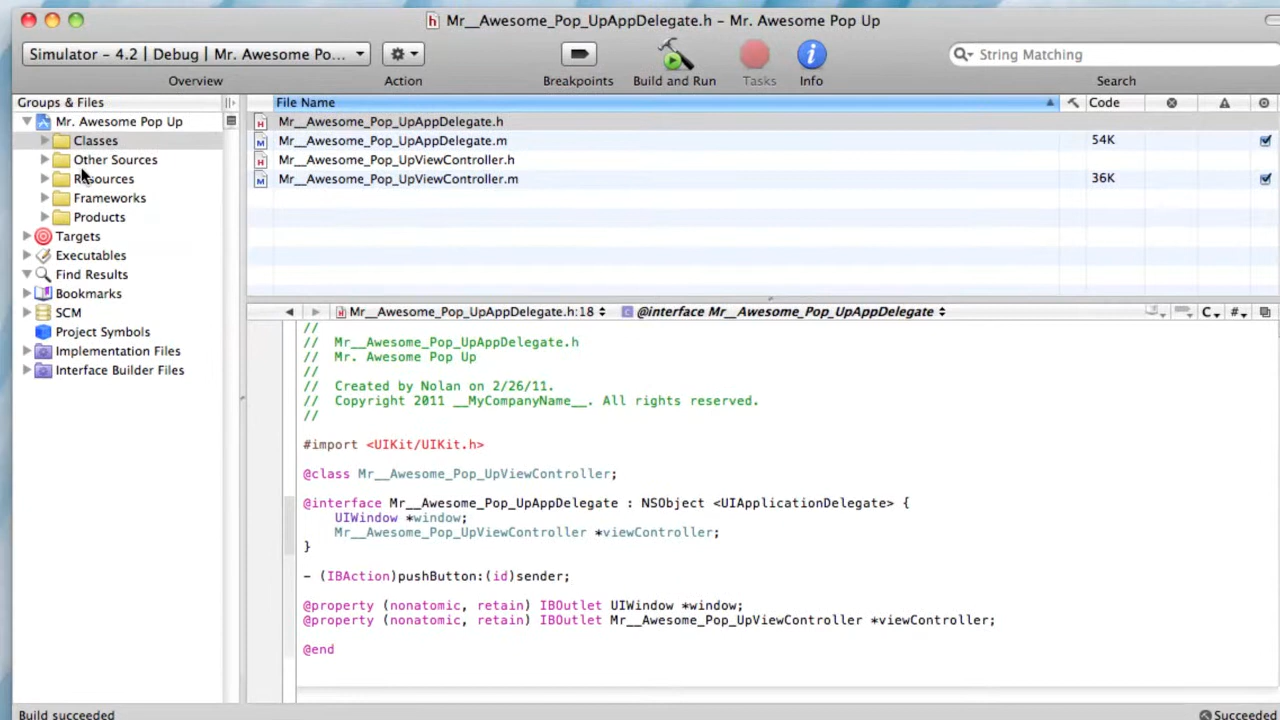 Mr__Awesome_Pop_UpAppDelegate.h - Mr. Awesome Pop Up
Simulator - 4.2 | Debug | Mr. Awesome Po...
String Matching
Overview
Action
Breakpoints
Build and Run
Tasks
Info
Search
Groups & Files
File Name
Code
Mr. Awesome Pop Up
Classes
Other Sources
Resources
Frameworks
Products
Targets
Executables
Find Results
Bookmarks
SCM
Project Symbols
Implementation Files
Interface Builder Files
Mr__Awesome_Pop_UpAppDelegate.h
Mr__Awesome_Pop_UpAppDelegate.m 54K
Mr__Awesome_Pop_UpViewController.h
Mr__Awesome_Pop_UpViewController.m 36K
Mr__Awesome_Pop_UpAppDelegate.h:18 @interface Mr__Awesome_Pop_UpAppDelegate C #
//
// Mr__Awesome_Pop_UpAppDelegate.h
// Mr. Awesome Pop Up
//
// Created by Nolan on 2/26/11.
// Copyright 2011 __MyCompanyName__. All rights reserved.
//
#import <UIKit/UIKit.h>
@class Mr__Awesome_Pop_UpViewController;
@interface Mr__Awesome_Pop_UpAppDelegate : NSObject <UIApplicationDelegate> {
UIWindow *window;
Mr__Awesome_Pop_UpViewController *viewController;
}
- (IBAction)pushButton:(id)sender;
@property (nonatomic, retain) IBOutlet UIWindow *window;
@property (nonatomic, retain) IBOutlet Mr__Awesome_Pop_UpViewController *viewController;
@end
Build succeeded
Succeeded